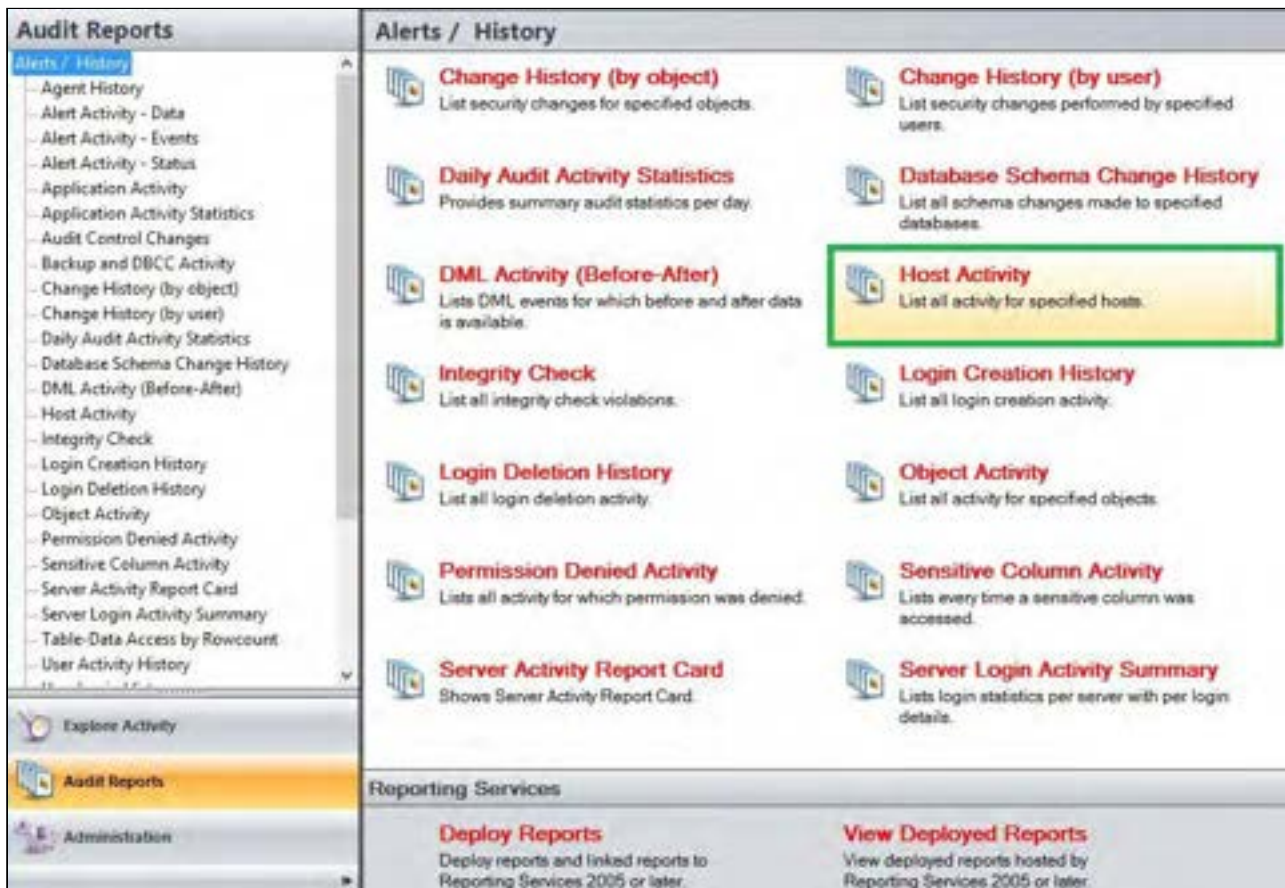 Audit Reports
Alerts / History
Agent History
Alert Activity - Data
Alert Activity - Events
Alert Activity - Status
Application Activity
Application Activity Statistics
Audit Control Changes
Backup and DBCC Activity
Change History (by object)
Change History (by user)
Daily Audit Activity Statistics
Database Schema Change History
DML Activity (Before-After)
Host Activity
Integrity Check
Login Creation History
Login Deletion History
Object Activity
Permission Denied Activity
Sensitive Column Activity
Server Activity Report Card
Server Login Activity Summary
Table-Data Access by Rowcount
User Activity History
Explore Activity
Audit Reports
Administration
Alerts / History
Change History (by object)
List security changes for specified objects.
Change History (by user)
List security changes performed by specified
users.
Daily Audit Activity Statistics
Provides summary audit statistics per day.
Database Schema Change History
List all schema changes made to specified
databases.
DML Activity (Before-After)
Lists DML events for which before and after data
is available.
Host Activity
List all activity for specified hosts.
Integrity Check
List all integrity check violations.
Login Creation History
List all login creation activity.
Login Deletion History
List all login deletion activity.
Object Activity
List all activity for specified objects.
Permission Denied Activity
Lists all activity for which permission was denied.
Sensitive Column Activity
Lists every time a sensitive column was
accessed.
Server Activity Report Card
Shows Server Activity Report Card.
Server Login Activity Summary
Lists login statistics per server with per login
details.
Reporting Services
Deploy Reports
Deploy reports and linked reports to
Reporting Services 2005 or later.
View Deployed Reports
View deployed reports hosted by
Reporting Services 2005 or later.